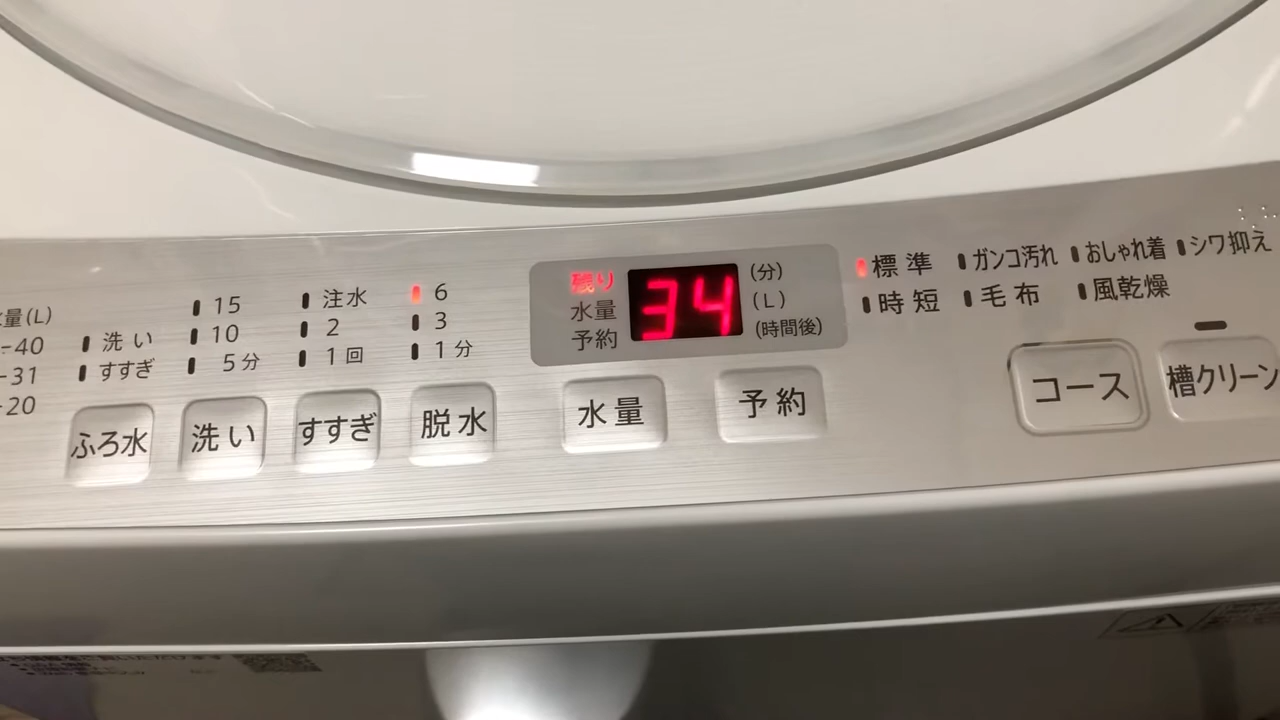 量(L)
40
31
20
洗い
すすぎ
15
10
5分
注水
2
1回
6
3
1分
残り
水量
予約
34
(分)
(L)
(時間後)
標準
ガンコ汚れ
おしゃれ着
シワ抑え
時短
毛布
風乾燥
ふろ水
洗い
すすぎ
脱水
水量
予約
コース
槽クリーン